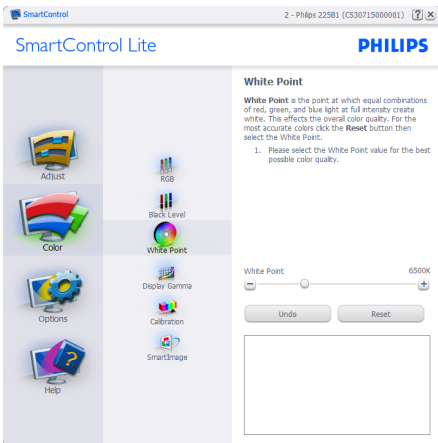 SmartControl
2 - Philips 225B1 (CS30715000001)
SmartControl Lite
PHILIPS
Adjust
Color
Options
Help
RGB
Black Level
White Point
Display Gamma
Calibration
SmartImage
White Point
White Point is the point at which equal combinations
of red, green, and blue light at full intensity create
white. This effects the overall color quality. For the
most accurate colors click the Reset button then
select the White Point.
1. Please select the White Point value for the best
possible color quality.
White Point 6500K
Undo Reset